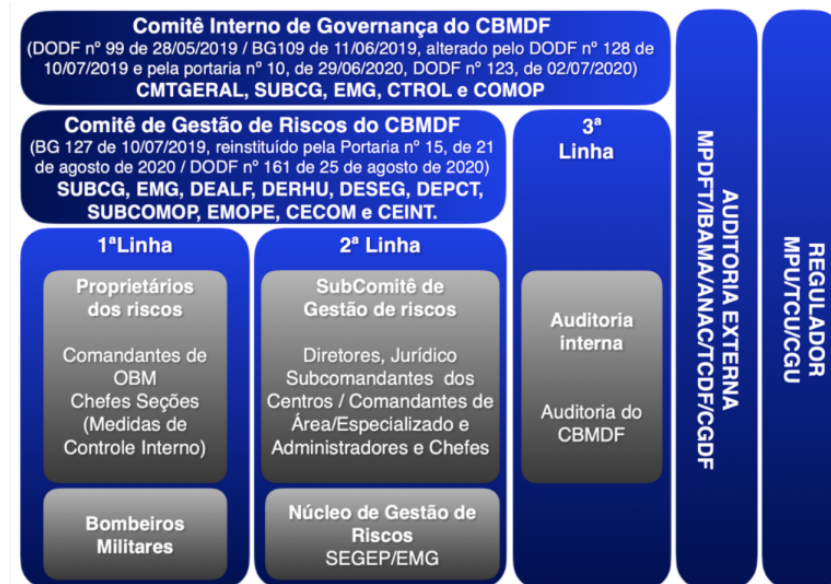 Comitê Interno de Governança do CBMDF
(DODF nº 99 de 28/05/2019 / BG109 de 11/06/2019, alterado pelo DODF nº 128 de
10/07/2019 e pela portaria nº 10, de 29/06/2020, DODF nº 123, de 02/07/2020)
CMTGERAL, SUBCG, EMG, CTROL e COMOP
Comitê de Gestão de Riscos do CBMDF
(BG 127 de 10/07/2019, reinstituído pela Portaria nº 15, de 21
de agosto de 2020 / DODF nº 161 de 25 de agosto de 2020)
SUBCG, EMG, DEALF, DERHU, DESEG, DEPCT,
SUBCOMOP, EMOPE, CECOM e CEINT.
1ªLinha
Proprietários
dos riscos
Comandantes de
OBM
Chefes Seções
(Medidas de
Controle Interno)
Bombeiros
Militares
2ª Linha
SubComitê de
Gestão de riscos
Diretores, Jurídico
Subcomandantes dos
Centros / Comandantes de
Área/Especializado e
Administradores e Chefes
Núcleo de Gestão de
Riscos
SEGEP/EMG
3ª
Linha
Auditoria
interna
Auditoria do
CBMDF
AUDITORIA EXTERNA
MPDFT/IBAMA/ANAC/TCDF/CGDF
REGULADOR
MPU/TCU/CGU